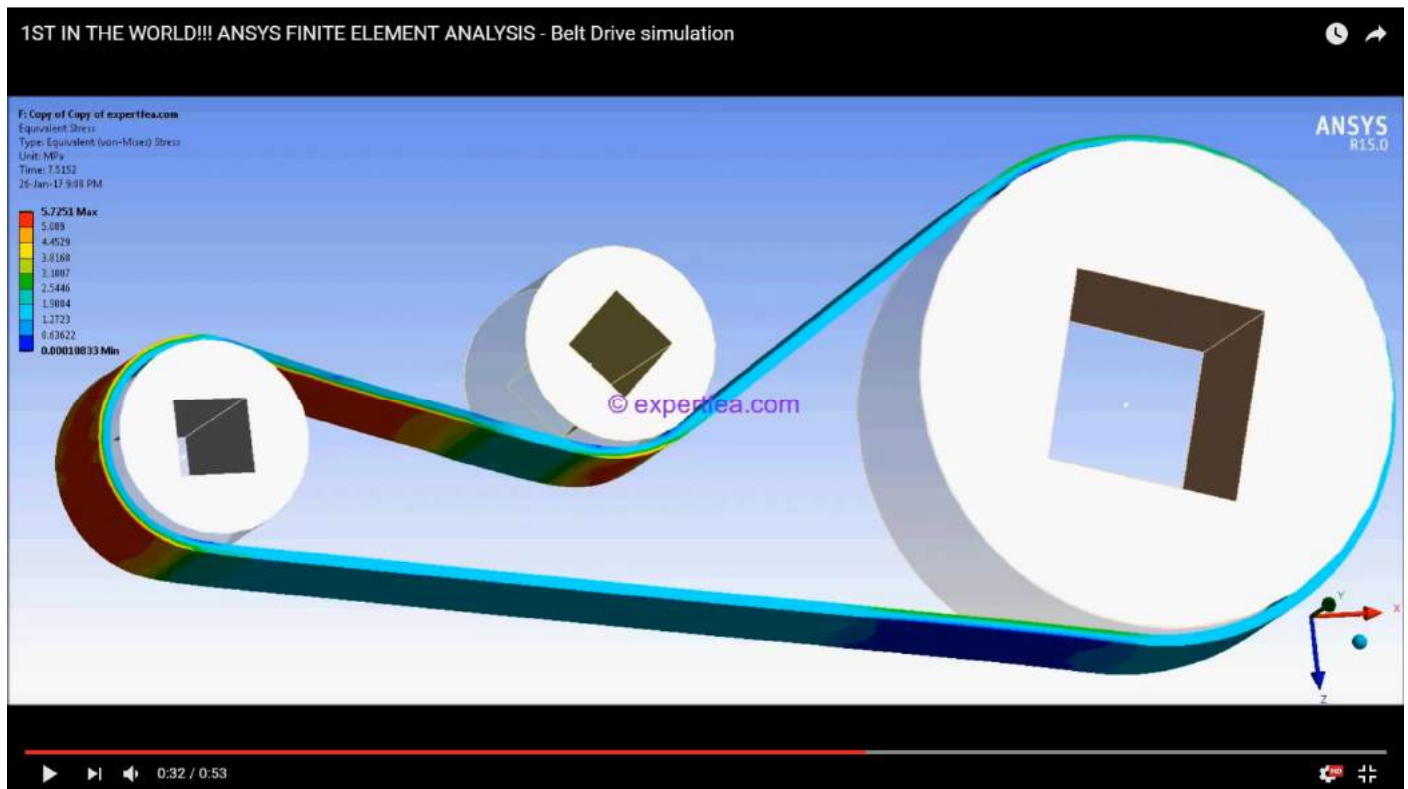 1ST IN THE WORLD!!! ANSYS FINITE ELEMENT ANALYSIS - Belt Drive simulation
F: Copy of Copy of expertfea.com
Equivalent Stress
Type: Equivalent (von-Mises) Stress
Unit: MPa
Time: 7.5152
26-Jan-17 9:08 PM
5.7251 Max
5.089
4.4529
3.8168
3.1807
2.5446
1.9084
1.2723
0.63622
0.00010833 Min
ANSYS
R15.0
© expertfea.com
Y
X
Z
0:32 / 0:53
HD